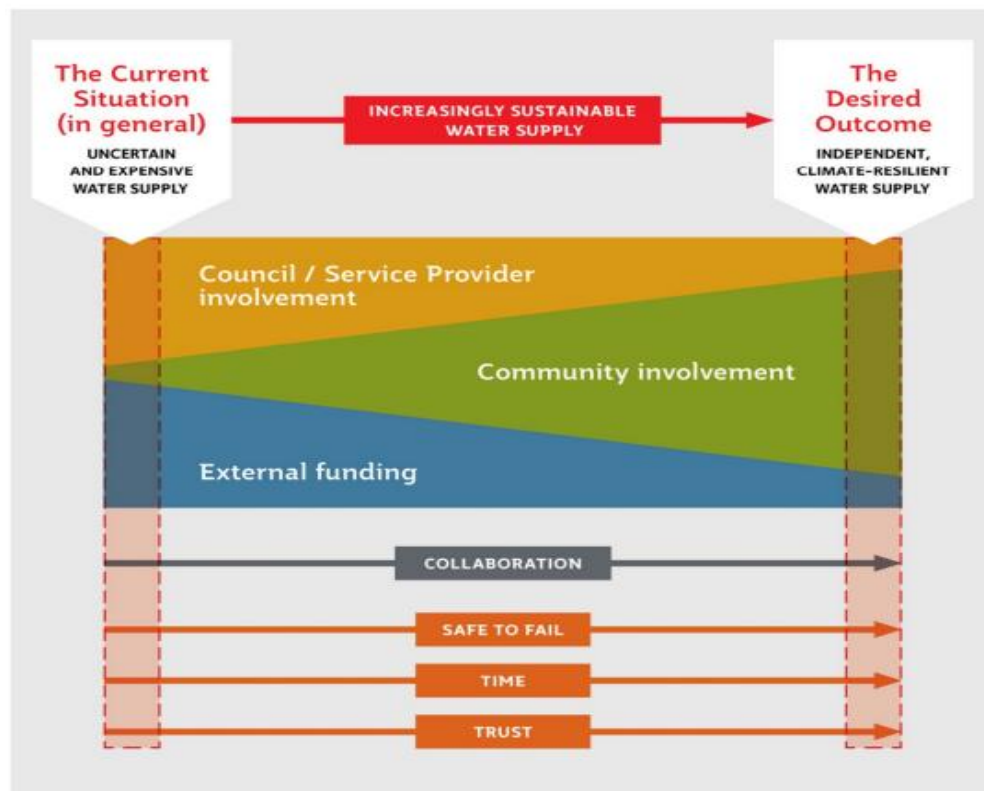 The Current
Situation
(in general)
UNCERTAIN
AND EXPENSIVE
WATER SUPPLY
INCREASINGLY SUSTAINABLE
WATER SUPPLY
The
Desired
Outcome
INDEPENDENT,
CLIMATE-RESILIENT
WATER SUPPLY
Council / Service Provider
involvement
Community involvement
External funding
COLLABORATION
SAFE TO FAIL
TIME
TRUST